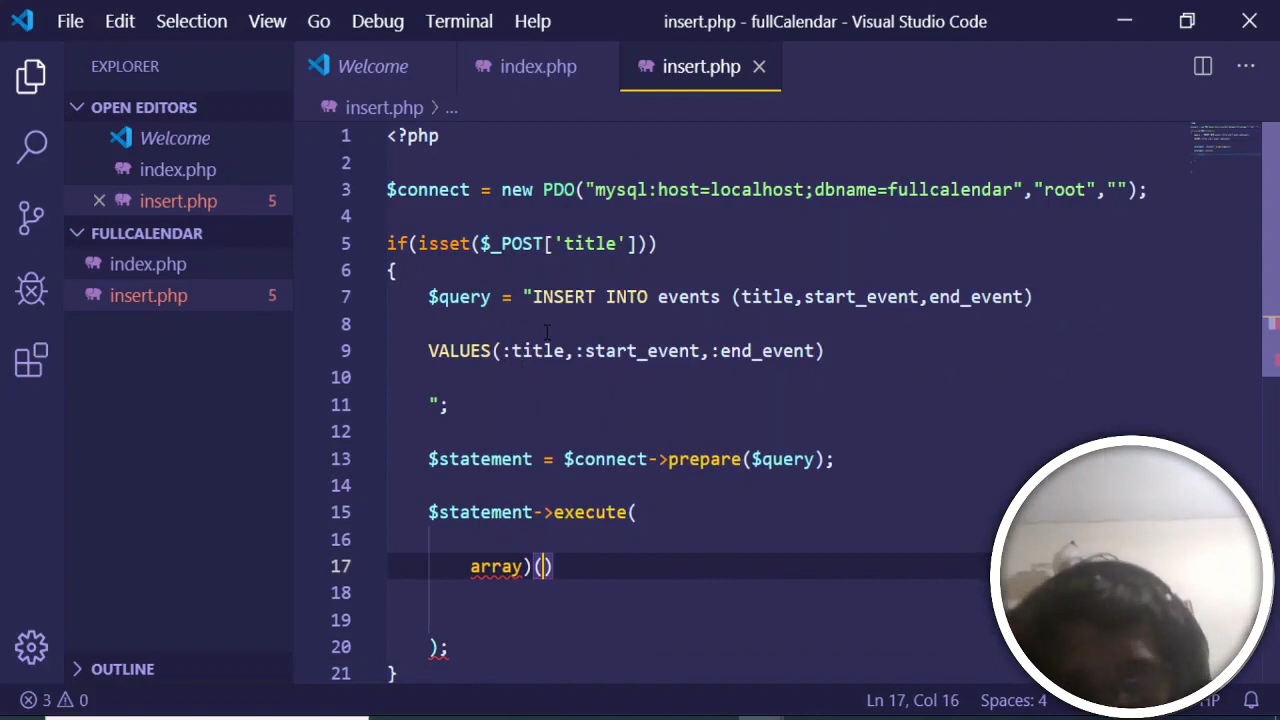 File Edit Selection View Go Debug Terminal Help insert.php - fullCalendar - Visual Studio Code
EXPLORER
OPEN EDITORS
Welcome
index.php
insert.php 5
FULLCALENDAR
index.php
insert.php 5
OUTLINE
Welcome index.php insert.php
insert.php > ...
1 <?php
2
3 $connect = new PDO("mysql:host=localhost;dbname=fullcalendar","root","");
4
5 if(isset($_POST['title']))
6 {
7 $query = "INSERT INTO events (title,start_event,end_event)
8
9 VALUES(:title,:start_event,:end_event)
10
11 ";
12
13 $statement = $connect->prepare($query);
14
15 $statement->execute(
16
17 array)()
18
19
20 );
21 }
3 0 Ln 17, Col 16 Spaces: 4 HP